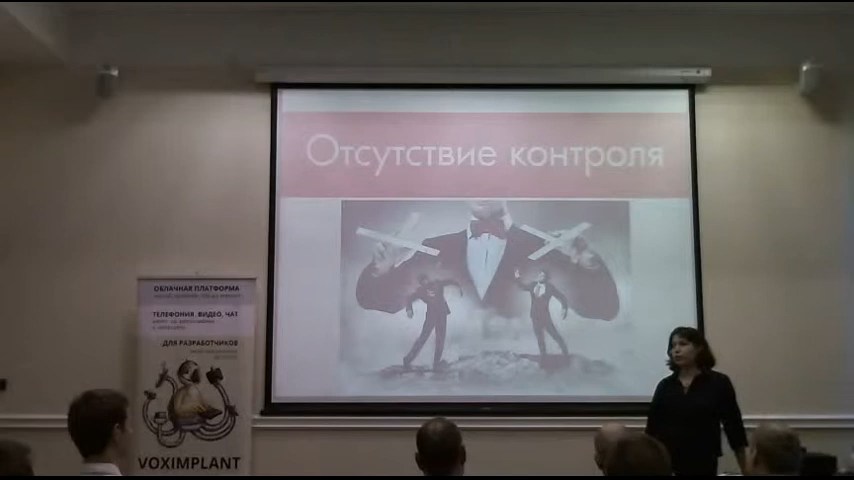 Отсутствие контроля
ОБЛАЧНАЯ ПЛАТФОРМА
ТЕЛЕФОНИЯ, ВИДЕО, ЧАТ
ДЛЯ РАЗРАБОТЧИКОВ
VOXIMPLANT